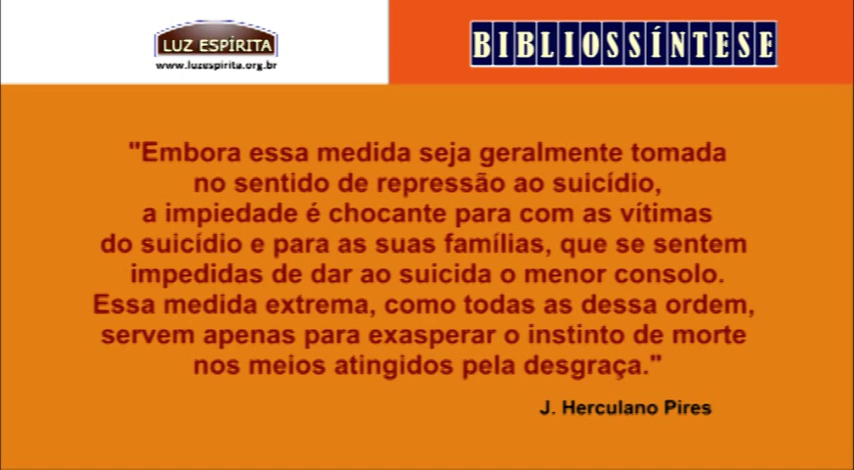 LUZ ESPÍRITA
www.luzespirita.org.br
BIBLIOSSÍNTESE
"Embora essa medida seja geralmente tomada
no sentido de repressão ao suicídio,
a impiedade é chocante para com as vítimas
do suicídio e para as suas famílias, que se sentem
impedidas de dar ao suicida o menor consolo.
Essa medida extrema, como todas as dessa ordem,
servem apenas para exasperar o instinto de morte
nos meios atingidos pela desgraça."
J. Herculano Pires